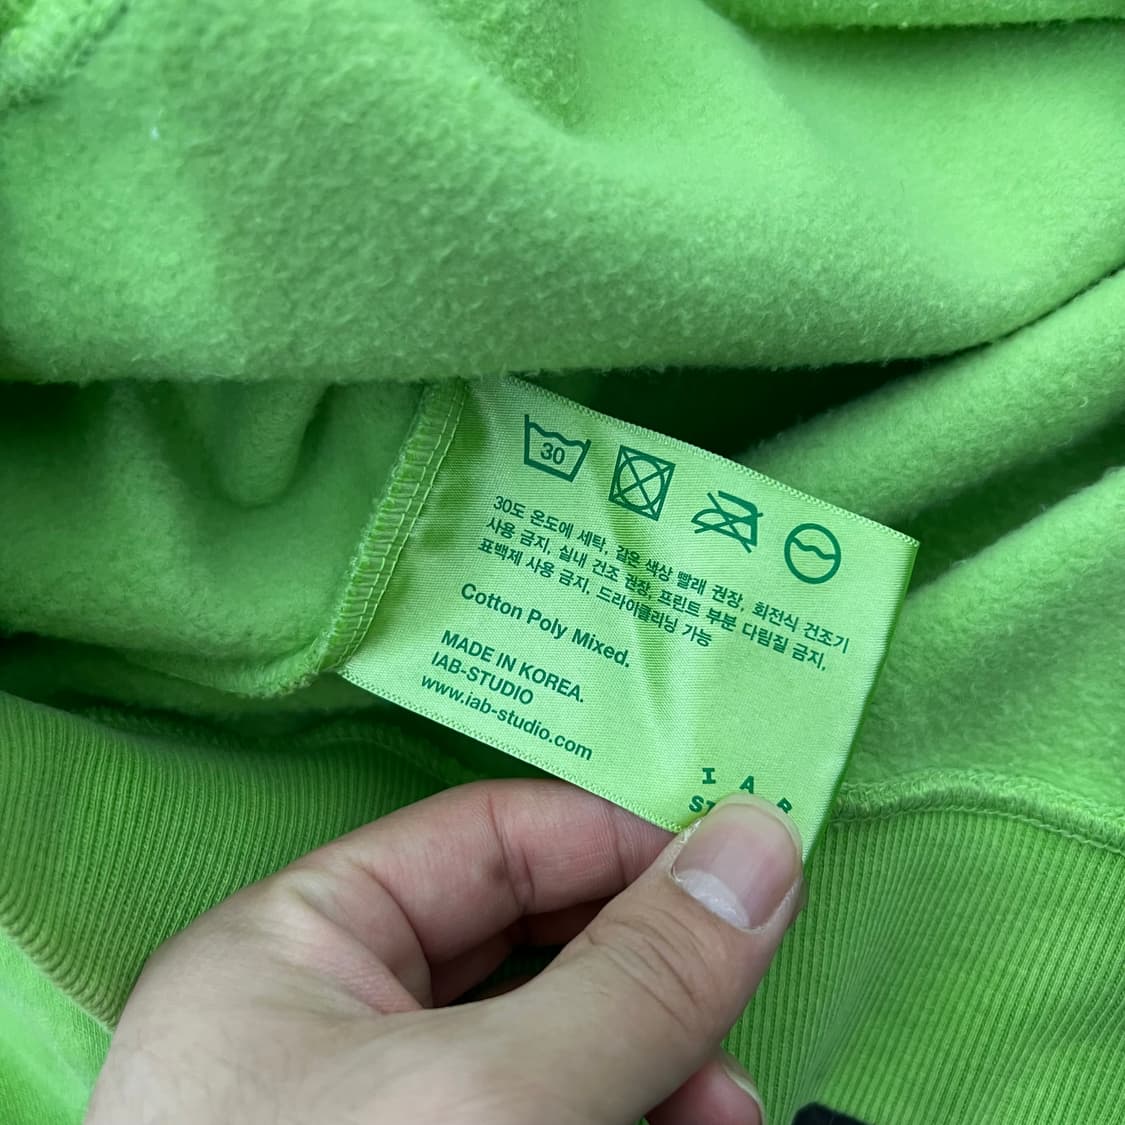 30
30도 온도에 세탁, 같은 색상 빨래 권장, 회전식 건조기
사용 금지, 실내 건조 권장, 프린트 부분 다림질 금지,
표백제 사용 금지, 드라이클리닝 가능
Cotton Poly Mixed.
MADE IN KOREA.
IAB-STUDIO
www.iab-studio.com
I A B